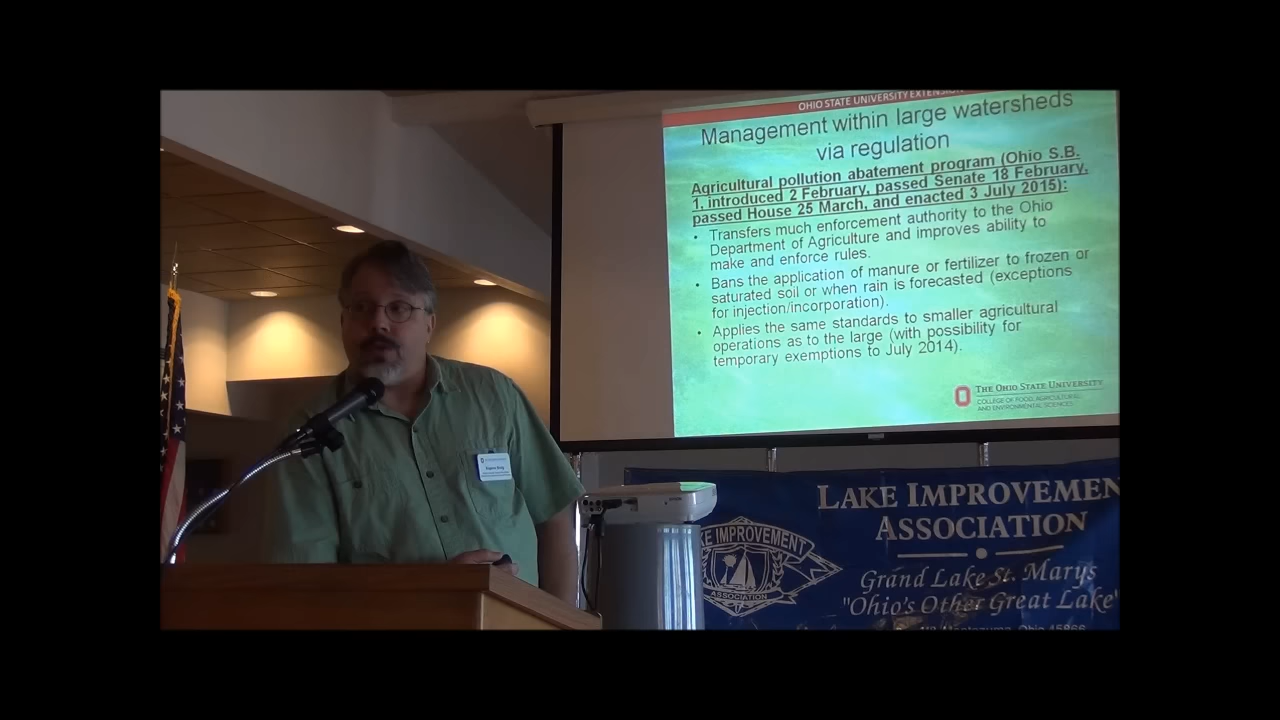 OHIO STATE UNIVERSITY EXTENSION
Management within large watersheds
via regulation
Agricultural pollution abatement program (Ohio S.B.
1, introduced 2 February, passed Senate 18 February,
passed House 25 March, and enacted 3 July 2015):
• Transfers much enforcement authority to the Ohio
Department of Agriculture and improves ability to
make and enforce rules.
• Bans the application of manure or fertilizer to frozen or
saturated soil or when rain is forecasted (exceptions
for injection/incorporation).
• Applies the same standards to smaller agricultural
operations as to the large (with possibility for
temporary exemptions to July 2014).
THE OHIO STATE UNIVERSITY
COLLEGE OF FOOD, AGRICULTURAL,
AND ENVIRONMENTAL SCIENCES
LAKE IMPROVEMEN
ASSOCIATION
Grand Lake St. Marys
"Ohio's Other Great Lake"
Montezuma, Ohio 45866
KE IMPROVEMENT
ASSOCIATION